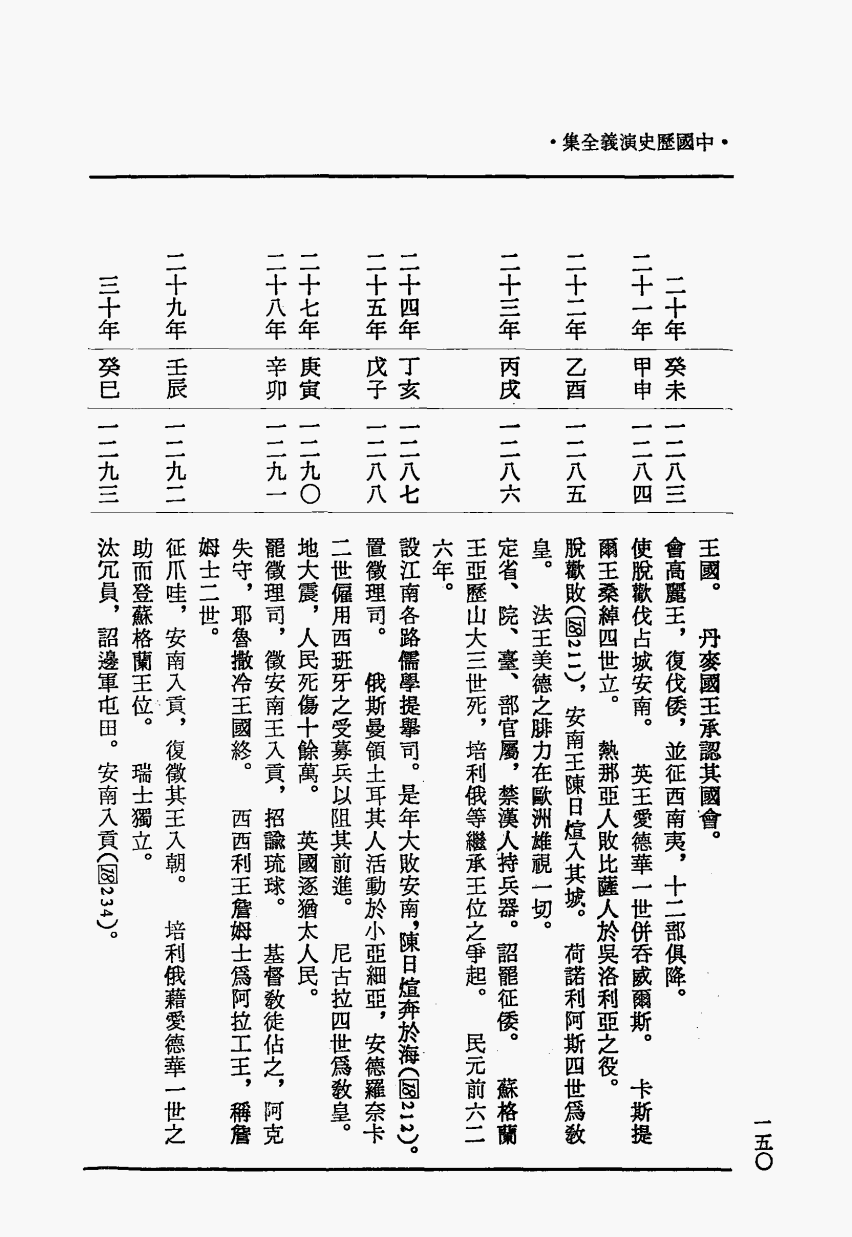 •中國歷史演義全集•
王國。　丹麥國王承認其國會。
二十年　癸未　一二八三　會高麗王，復伐倭，並征西南夷，十二部俱降。
二十一年　甲申　一二八四　使脫歡伐占城安南。　英王愛德華一世併吞威爾斯。　卡斯提
爾王桑綽四世立。　熱那亞人敗比薩人於吳洛利亞之役。
二十二年　乙酉　一二八五　脫歡敗(圖211)，安南王陳日煊入其城。　荷諾利阿斯四世爲敎
皇。　法王美德之腓力在歐洲雄視一切。
二十三年　丙戌　一二八六　定省、院、臺、部官屬，禁漢人持兵器。詔罷征倭。　蘇格蘭
王亞歷山大三世死，培利俄等繼承王位之爭起。　民元前六二
六年。
二十四年　丁亥　一二八七　設江南各路儒學提舉司。是年大敗安南，陳日煊奔於海(圖212)。
二十五年　戊子　一二八八　置徵理司。　俄斯曼領土耳其人活動於小亞細亞，安德羅奈卡
二世僱用西班牙之受募兵以阻其前進。　尼古拉四世爲敎皇。
二十七年　庚寅　一二九〇　地大震，人民死傷十餘萬。　英國逐猶太人民。
二十八年　辛卯　一二九一　罷徵理司，徵安南王入貢，招諭琉球。　基督敎徒佔之，阿克
失守，耶魯撒冷王國終。　西西利王詹姆士爲阿拉工王，稱詹
姆士二世。
二十九年　壬辰　一二九二　征爪哇，安南入貢，復徵其王入朝。　培利俄藉愛德華一世之
助而登蘇格蘭王位。　瑞士獨立。
三十年　癸巳　一二九三　汰冗員，詔邊軍屯田。安南入貢(圖234)。
一五〇